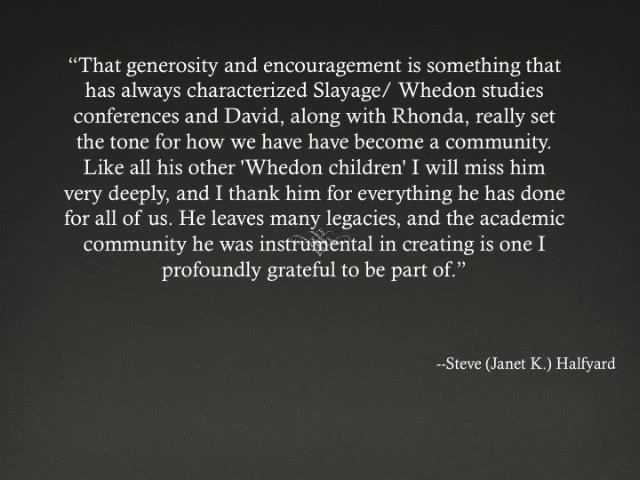 “That generosity and encouragement is something that
has always characterized Slayage/ Whedon studies
conferences and David, along with Rhonda, really set
the tone for how we have have become a community.
Like all his other 'Whedon children' I will miss him
very deeply, and I thank him for everything he has done
for all of us. He leaves many legacies, and the academic
community he was instrumental in creating is one I
profoundly grateful to be part of.”
--Steve (Janet K.) Halfyard